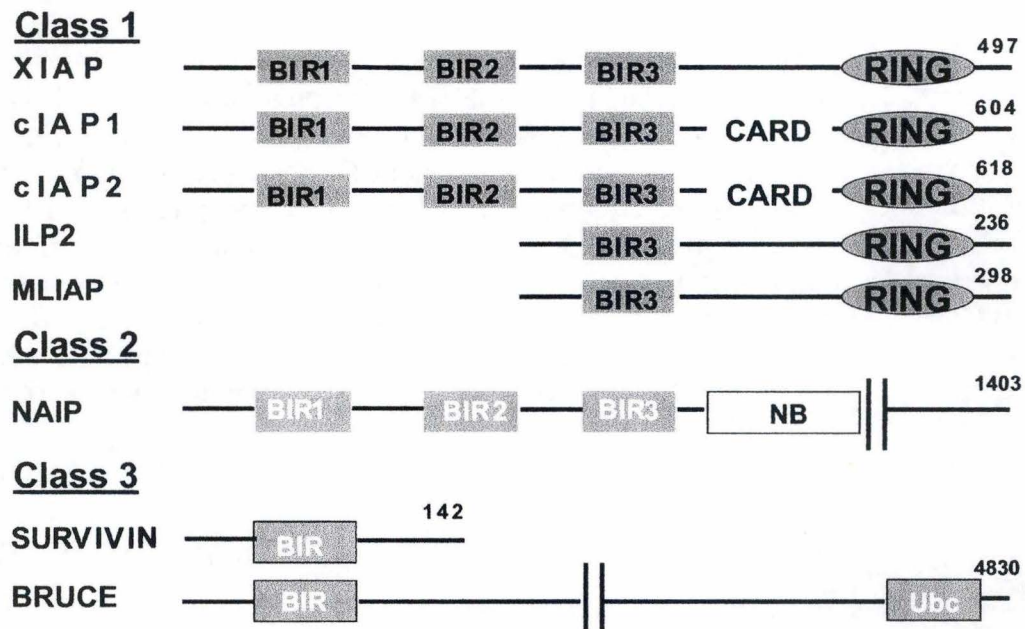 Class 1
XIAP BIR1 BIR2 BIR3 RING 497
cIAP1 BIR1 BIR2 BIR3 CARD RING 604
cIAP2 BIR1 BIR2 BIR3 CARD RING 618
ILP2 BIR3 RING 236
MLIAP BIR3 RING 298
Class 2
NAIP BIR1 BIR2 BIR3 NB 1403
Class 3
SURVIVIN BIR 142
BRUCE BIR Ubc 4830